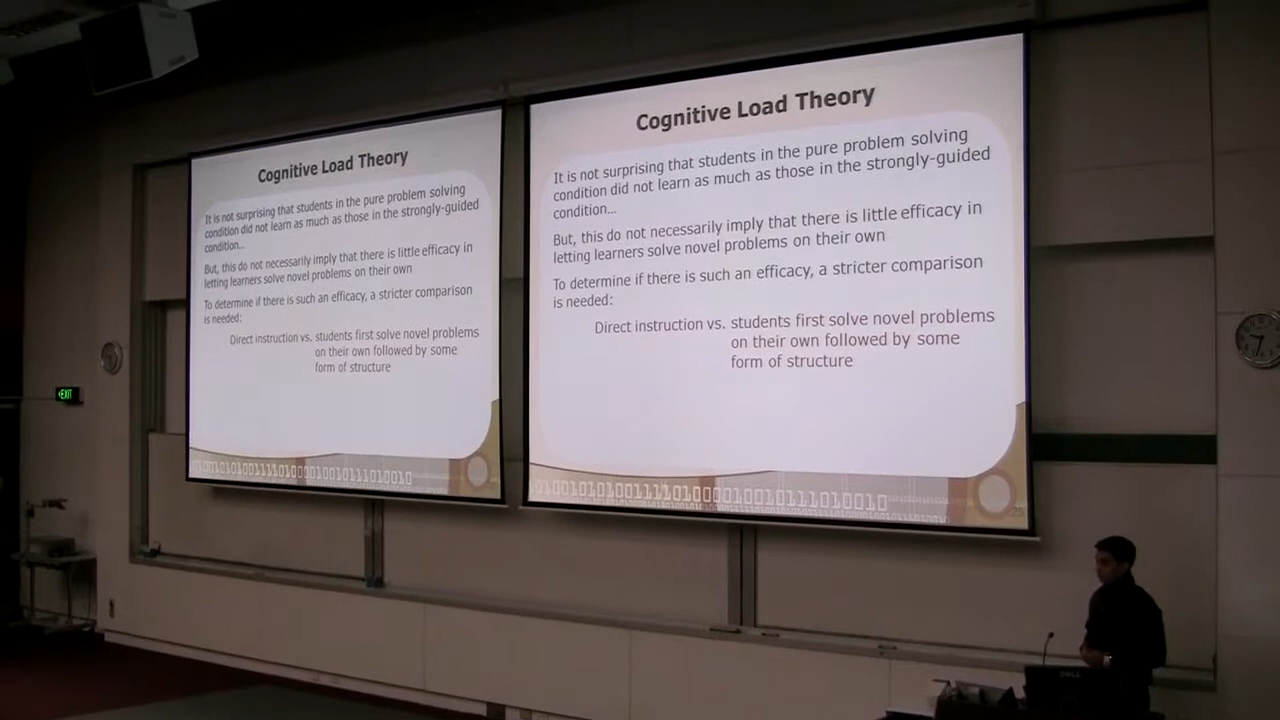 Cognitive Load Theory
It is not surprising that students in the pure problem solving
condition did not learn as much as those in the strongly-guided
condition...
But, this do not necessarily imply that there is little efficacy in
letting learners solve novel problems on their own
To determine if there is such an efficacy, a stricter comparison
is needed:
Direct instruction vs. students first solve novel problems
on their own followed by some
form of structure
Cognitive Load Theory
It is not surprising that students in the pure problem solving
condition did not learn as much as those in the strongly-guided
condition...
But, this do not necessarily imply that there is little efficacy in
letting learners solve novel problems on their own
To determine if there is such an efficacy, a stricter comparison
is needed:
Direct instruction vs. students first solve novel problems
on their own followed by some
form of structure
EXIT
DELL